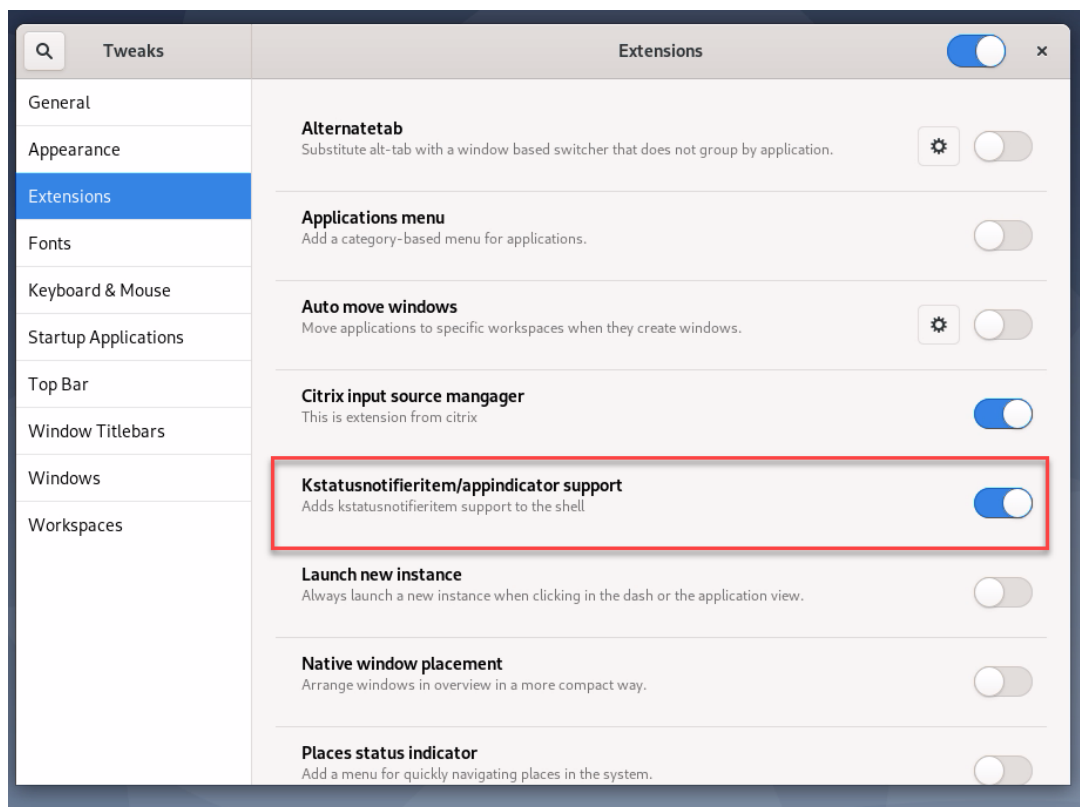 Tweaks
Extensions
General
Appearance
Extensions
Fonts
Keyboard & Mouse
Startup Applications
Top Bar
Window Titlebars
Windows
Workspaces
Alternatetab
Substitute alt-tab with a window based switcher that does not group by application.
Applications menu
Add a category-based menu for applications.
Auto move windows
Move applications to specific workspaces when they create windows.
Citrix input source mangager
This is extension from citrix
Kstatusnotifieritem/appindicator support
Adds kstatusnotifieritem support to the shell
Launch new instance
Always launch a new instance when clicking in the dash or the application view.
Native window placement
Arrange windows in overview in a more compact way.
Places status indicator
Add a menu for quickly navigating places in the system.